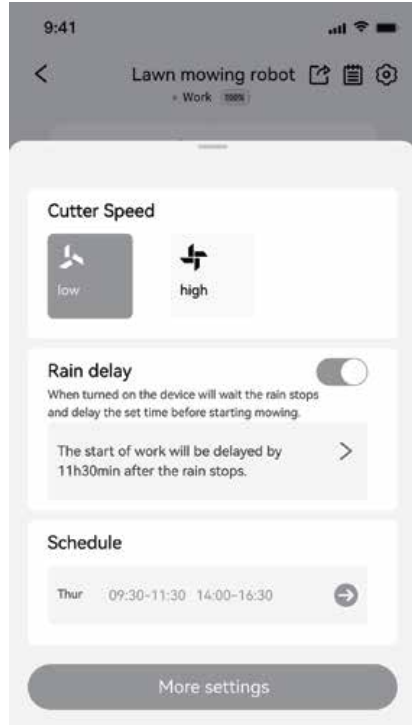 9:41
Lawn mowing robot
Work 100%
Cutter Speed
low
high
Rain delay
When turned on the device will wait the rain stops
and delay the set time before starting mowing.
The start of work will be delayed by
11h30min after the rain stops.
Schedule
Thur 09:30-11:30 14:00-16:30
More settings